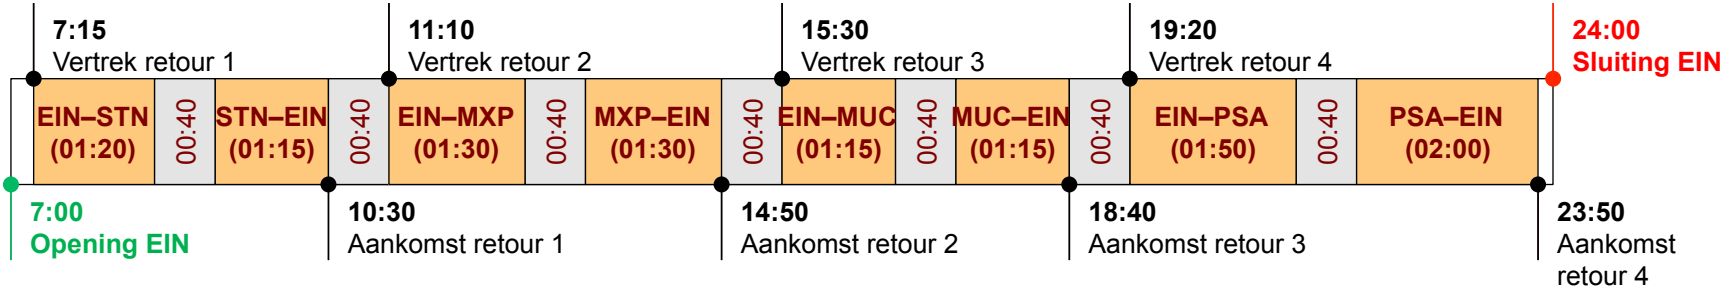 7:15
Vertrek retour 1
11:10
Vertrek retour 2
15:30
Vertrek retour 3
19:20
Vertrek retour 4
24:00
Sluiting EIN
EIN–STN
(01:20)
00:40
STN–EIN
(01:15)
00:40
EIN–MXP
(01:30)
00:40
MXP–EIN
(01:30)
00:40
EIN–MUC
(01:15)
00:40
MUC–EIN
(01:15)
00:40
EIN–PSA
(01:50)
00:40
PSA–EIN
(02:00)
7:00
Opening EIN
10:30
Aankomst retour 1
14:50
Aankomst retour 2
18:40
Aankomst retour 3
23:50
Aankomst
retour 4